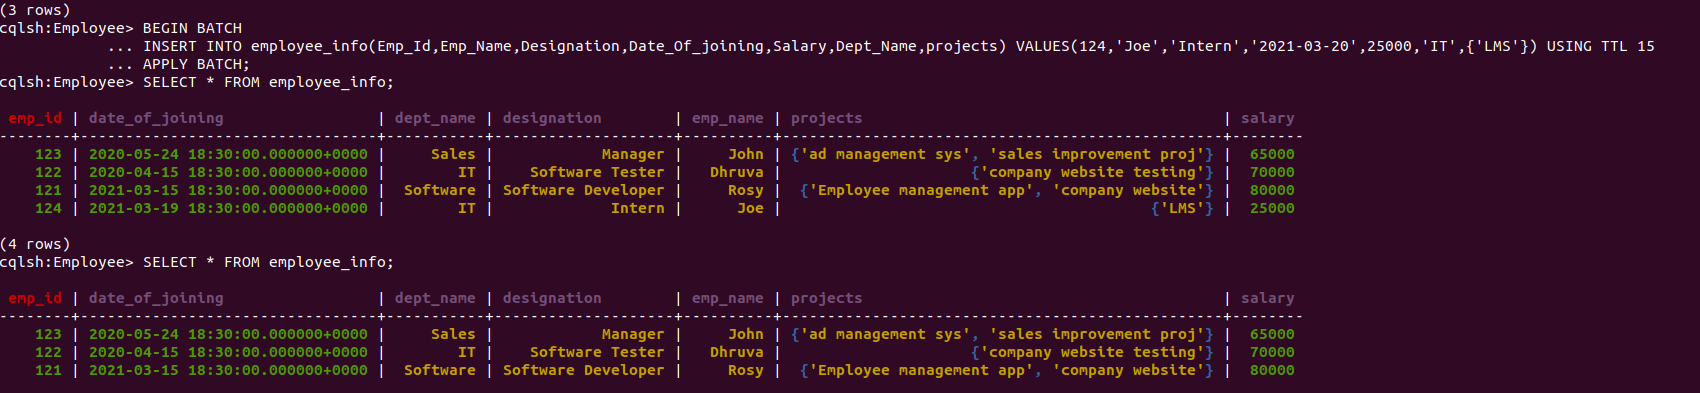 (3 rows)
cqlsh:Employee> BEGIN BATCH
            ... INSERT INTO employee_info(Emp_Id,Emp_Name,Designation,Date_Of_joining,Salary,Dept_Name,projects) VALUES(124,'Joe','Intern','2021-03-20',25000,'IT',{'LMS'}) USING TTL 15
            ... APPLY BATCH;
cqlsh:Employee> SELECT * FROM employee_info;

 emp_id | date_of_joining                 | dept_name | designation        | emp_name | projects                                       | salary
--------+---------------------------------+-----------+--------------------+----------+------------------------------------------------+--------
    123 | 2020-05-24 18:30:00.000000+0000 |     Sales |            Manager |     John | {'ad management sys', 'sales improvement proj'} |  65000
    122 | 2020-04-15 18:30:00.000000+0000 |        IT |    Software Tester |   Dhruva |                    {'company website testing'} |  70000
    121 | 2021-03-15 18:30:00.000000+0000 |  Software | Software Developer |     Rosy |  {'Employee management app', 'company website'} |  80000
    124 | 2021-03-19 18:30:00.000000+0000 |        IT |             Intern |      Joe |                                        {'LMS'} |  25000

(4 rows)
cqlsh:Employee> SELECT * FROM employee_info;

 emp_id | date_of_joining                 | dept_name | designation        | emp_name | projects                                       | salary
--------+---------------------------------+-----------+--------------------+----------+------------------------------------------------+--------
    123 | 2020-05-24 18:30:00.000000+0000 |     Sales |            Manager |     John | {'ad management sys', 'sales improvement proj'} |  65000
    122 | 2020-04-15 18:30:00.000000+0000 |        IT |    Software Tester |   Dhruva |                    {'company website testing'} |  70000
    121 | 2021-03-15 18:30:00.000000+0000 |  Software | Software Developer |     Rosy |  {'Employee management app', 'company website'} |  80000